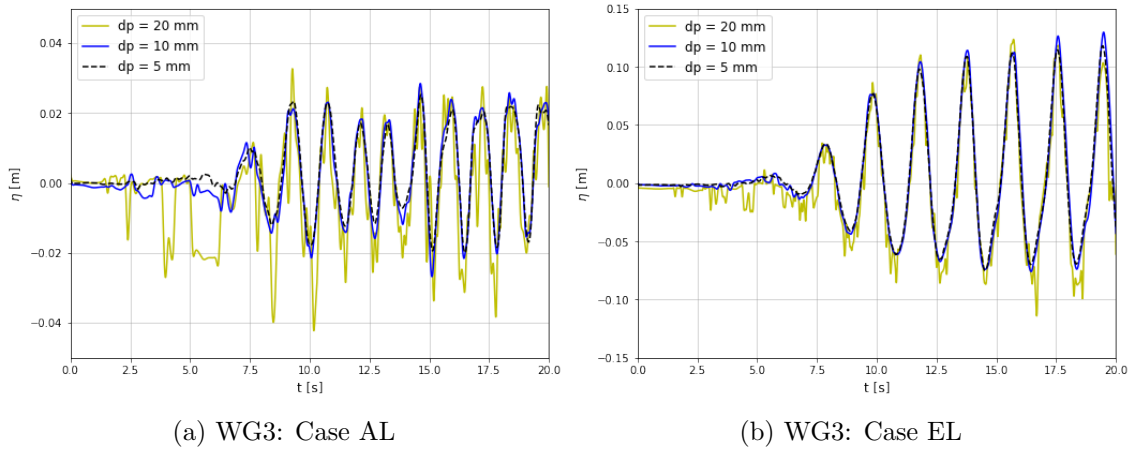 dp = 20 mm
dp = 10 mm
dp = 5 mm
0.04
0.02
0.00
−0.02
−0.04
η [m]
0.0 2.5 5.0 7.5 10.0 12.5 15.0 17.5 20.0
t [s]
(a) WG3: Case AL
dp = 20 mm
dp = 10 mm
dp = 5 mm
0.15
0.10
0.05
0.00
−0.05
−0.10
−0.15
η [m]
0.0 2.5 5.0 7.5 10.0 12.5 15.0 17.5 20.0
t [s]
(b) WG3: Case EL